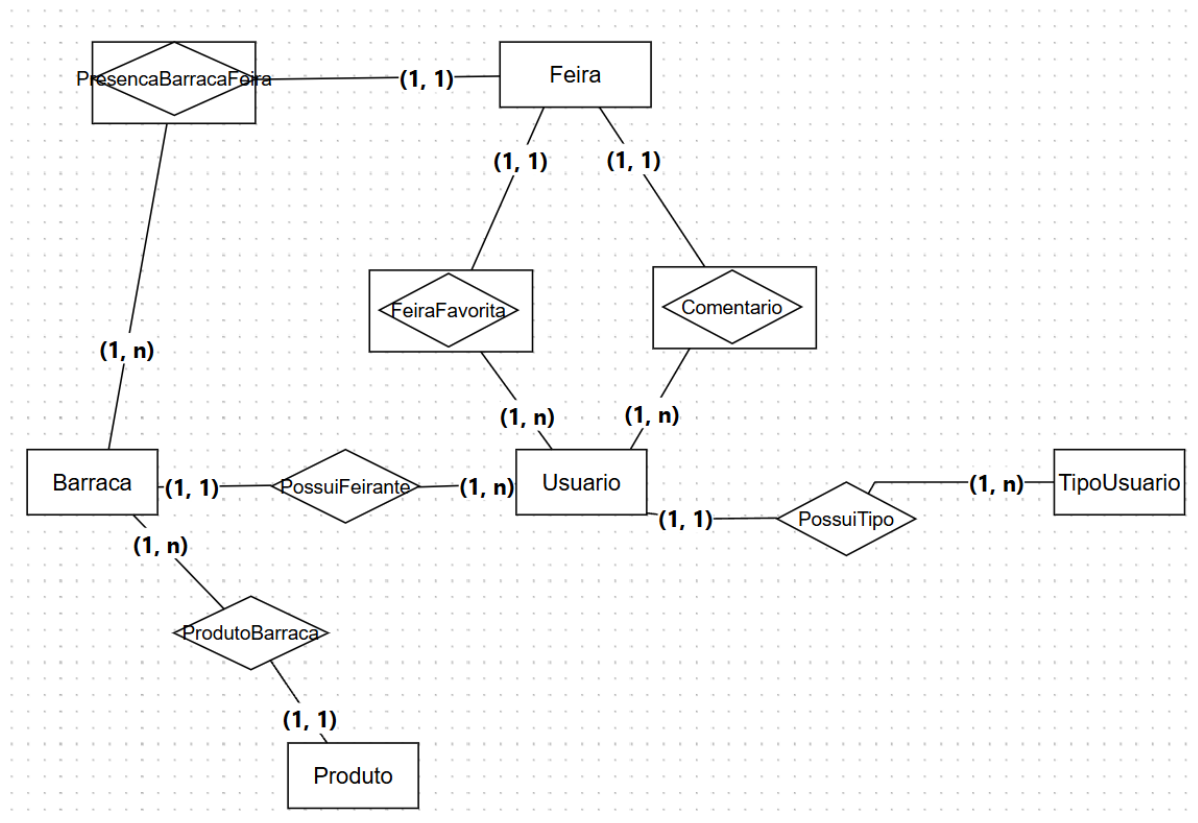 PresencaBarracaFeira
(1, 1)
Feira
(1, 1)
(1, 1)
FeiraFavorita
Comentario
(1, n)
(1, n)
(1, n)
Barraca
(1, 1)
PossuiFeirante
(1, n)
Usuario
(1, n)
TipoUsuario
(1, 1)
PossuiTipo
(1, n)
ProdutoBarraca
(1, 1)
Produto